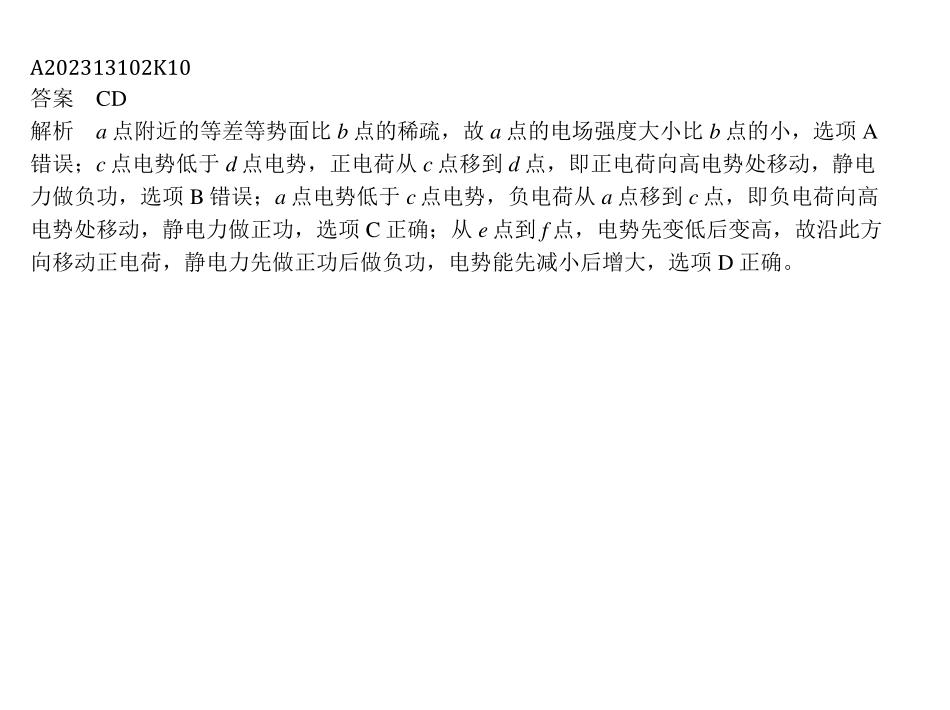 A202313102K10
答案 CD
解析 a 点附近的等差等势面比 b 点的稀疏，故 a 点的电场强度大小比 b 点的小，选项 A
错误；c 点电势低于 d 点电势，正电荷从 c 点移到 d 点，即正电荷向高电势处移动，静电
力做负功，选项 B 错误；a 点电势低于 c 点电势，负电荷从 a 点移到 c 点，即负电荷向高
电势处移动，静电力做正功，选项 C 正确；从 e 点到 f 点，电势先变低后变高，故沿此方
向移动正电荷，静电力先做正功后做负功，电势能先减小后增大，选项 D 正确。